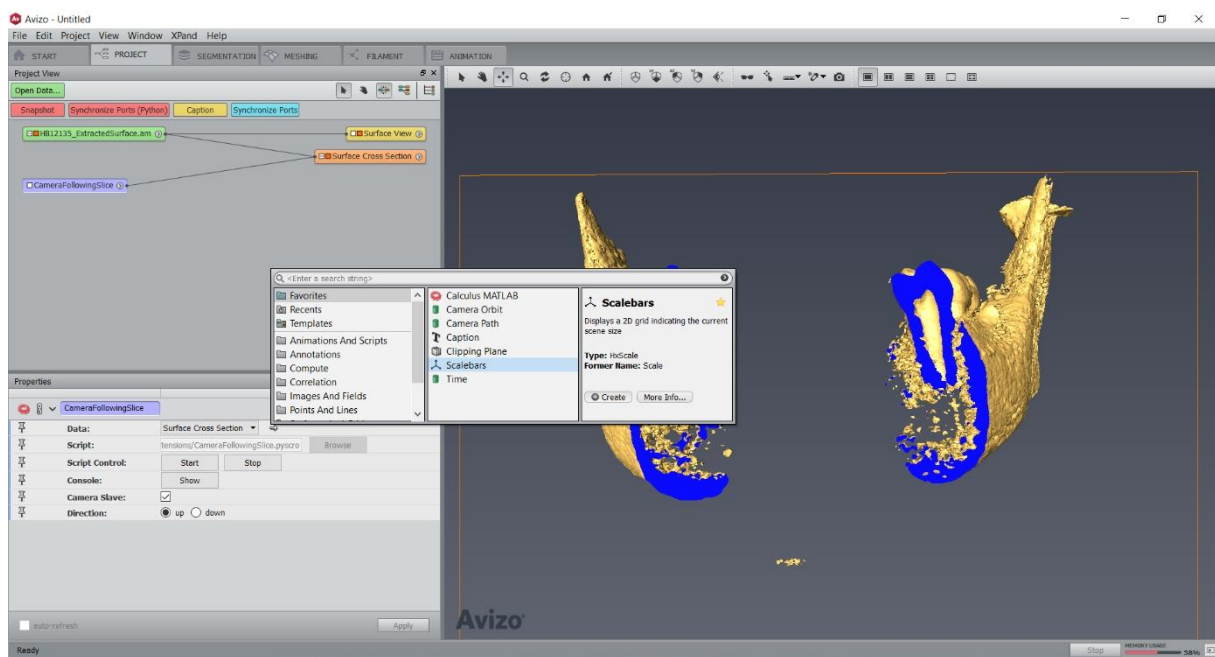 Avizo - Untitled
File Edit Project View Window XPand Help
START PROJECT SEGMENTATION MESHING FILAMENT ANIMATION
Project View
Open Data...
Snapshot Synchronize Ports (Python) Caption Synchronize Ports
H812135_ExtractedSurface.am Surface View
Surface Cross Section
CameraFollowingSlice
<Enter a search string>
Favorites
Recents
Templates
Animations And Scripts
Annotations
Compute
Correlation
Images And Fields
Points And Lines
Calculus MATLAB
Camera Orbit
Camera Path
Caption
Clipping Plane
Scalebars
Time
Scalebars
Displays a 2D grid indicating the current
scene size
Type: HxScale
Former Name: Scale
Create More Info...
Properties
CameraFollowingSlice
Data: Surface Cross Section
Script: tensions/CameraFollowingSlice.pyscro Browse
Script Control: Start Stop
Console: Show
Camera Slave:
Direction: up down
auto-refresh Apply
Avizo
Ready Stop MEMORY USAGE 58%